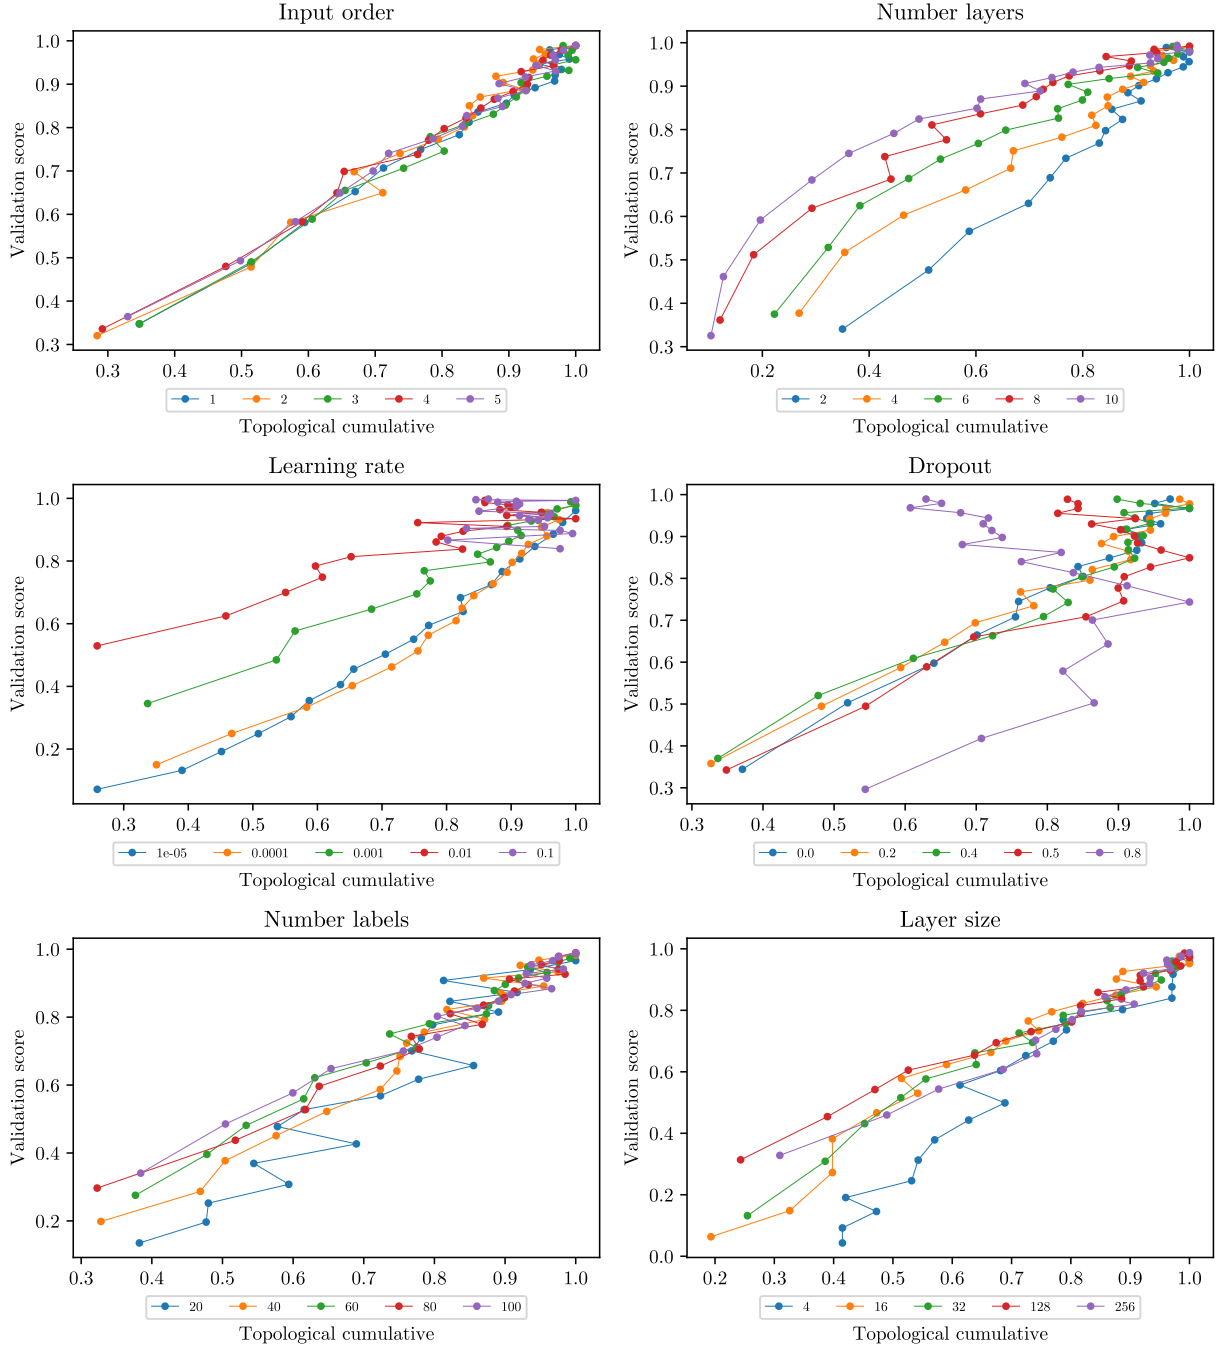 Input order
Validation score
1.0
0.9
0.8
0.7
0.6
0.5
0.4
0.3
0.3 0.4 0.5 0.6 0.7 0.8 0.9 1.0
1 2 3 4 5
Topological cumulative
Number layers
Validation score
1.0
0.9
0.8
0.7
0.6
0.5
0.4
0.3
0.2 0.4 0.6 0.8 1.0
2 4 6 8 10
Topological cumulative
Learning rate
Validation score
1.0
0.8
0.6
0.4
0.2
0.3 0.4 0.5 0.6 0.7 0.8 0.9 1.0
1e-05 0.0001 0.001 0.01 0.1
Topological cumulative
Dropout
Validation score
1.0
0.9
0.8
0.7
0.6
0.5
0.4
0.3
0.3 0.4 0.5 0.6 0.7 0.8 0.9 1.0
0.0 0.2 0.4 0.5 0.8
Topological cumulative
Number labels
Validation score
1.0
0.8
0.6
0.4
0.2
0.3 0.4 0.5 0.6 0.7 0.8 0.9 1.0
20 40 60 80 100
Topological cumulative
Layer size
Validation score
1.0
0.8
0.6
0.4
0.2
0.0
0.2 0.3 0.4 0.5 0.6 0.7 0.8 0.9 1.0
4 16 32 128 256
Topological cumulative